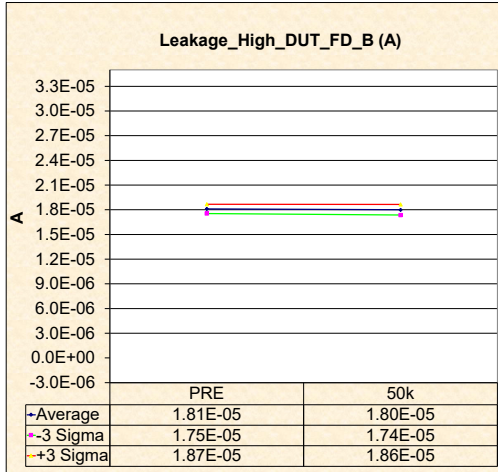 Leakage_High_DUT_FD_B (A)
3.3E-05
3.0E-05
2.7E-05
2.4E-05
2.1E-05
1.8E-05
1.5E-05
1.2E-05
9.0E-06
6.0E-06
3.0E-06
0.0E+00
-3.0E-06
A
PRE 50k
Average 1.81E-05 1.80E-05
-3 Sigma 1.75E-05 1.74E-05
+3 Sigma 1.87E-05 1.86E-05